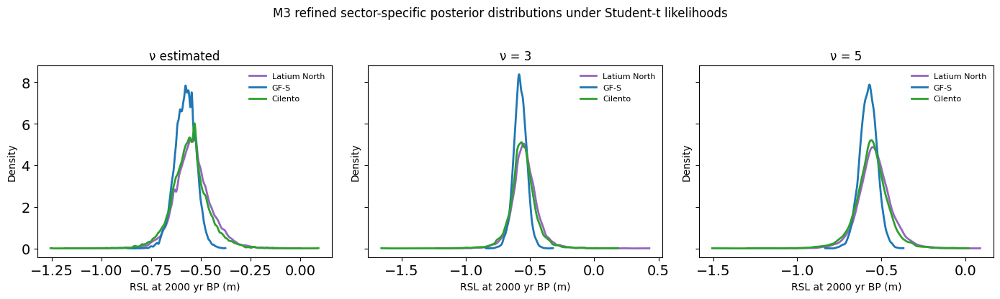 M3 refined sector-specific posterior distributions under Student-t likelihoods
ν estimated
Density
8
6
4
2
0
Latium North
GF-S
Cilento
−1.25 −1.00 −0.75 −0.50 −0.25 0.00
RSL at 2000 yr BP (m)
ν = 3
Density
Latium North
GF-S
Cilento
−1.5 −1.0 −0.5 0.0 0.5
RSL at 2000 yr BP (m)
ν = 5
Density
Latium North
GF-S
Cilento
−1.5 −1.0 −0.5 0.0
RSL at 2000 yr BP (m)